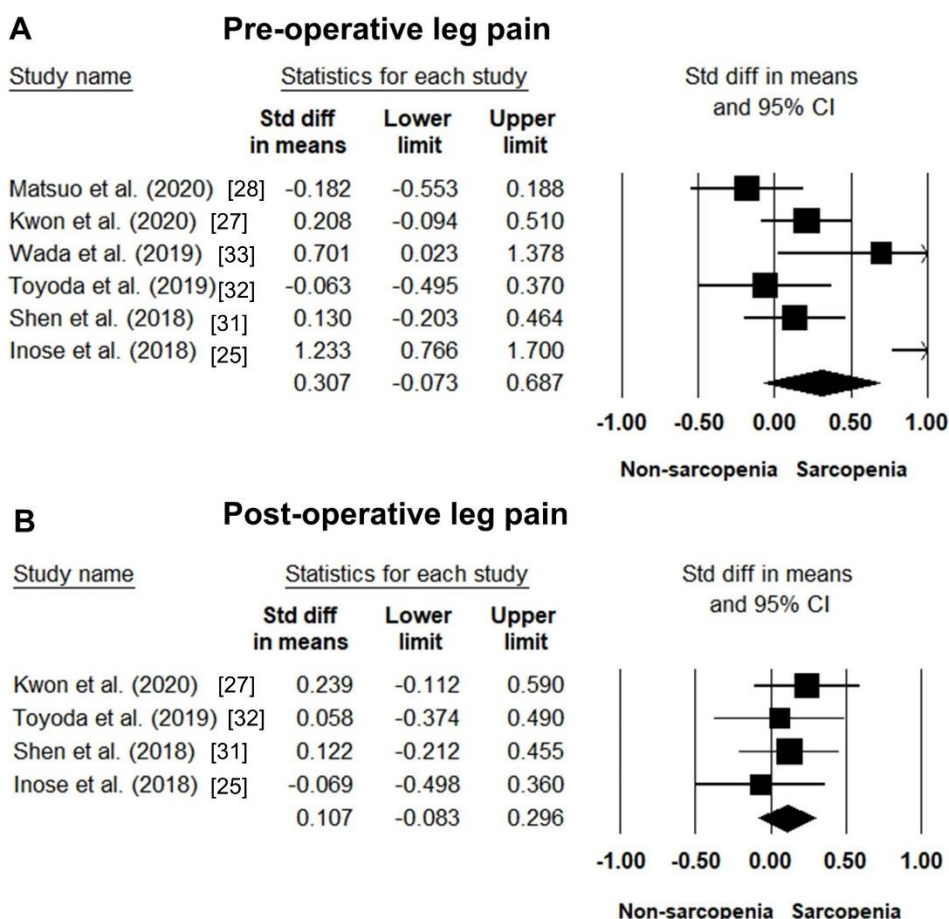 A Pre-operative leg pain
Study name Statistics for each study Std diff in means
and 95% CI
Std diff Lower Upper
in means limit limit
Matsuo et al. (2020) [28] -0.182 -0.553 0.188
Kwon et al. (2020) [27] 0.208 -0.094 0.510
Wada et al. (2019) [33] 0.701 0.023 1.378
Toyoda et al. (2019) [32] -0.063 -0.495 0.370
Shen et al. (2018) [31] 0.130 -0.203 0.464
Inose et al. (2018) [25] 1.233 0.766 1.700
0.307 -0.073 0.687
-1.00 -0.50 0.00 0.50 1.00
Non-sarcopenia Sarcopenia
B Post-operative leg pain
Study name Statistics for each study Std diff in means
and 95% CI
Std diff Lower Upper
in means limit limit
Kwon et al. (2020) [27] 0.239 -0.112 0.590
Toyoda et al. (2019) [32] 0.058 -0.374 0.490
Shen et al. (2018) [31] 0.122 -0.212 0.455
Inose et al. (2018) [25] -0.069 -0.498 0.360
0.107 -0.083 0.296
-1.00 -0.50 0.00 0.50 1.00
Non-sarcopenia Sarcopenia